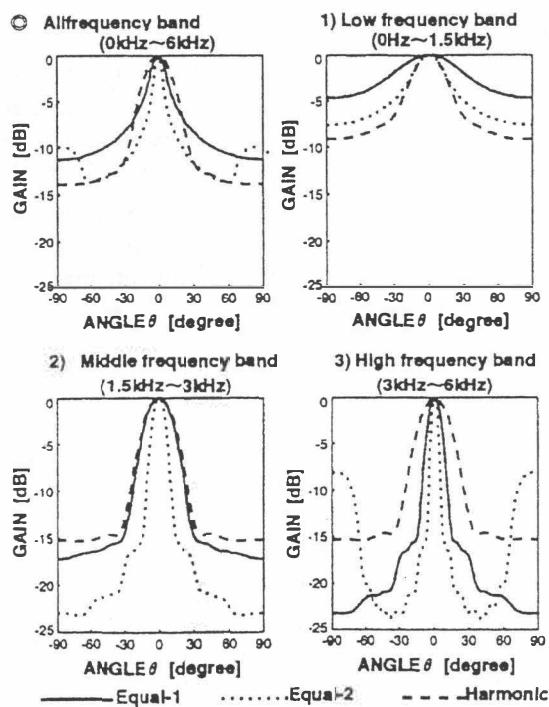 ◎ Allfrequency band
(0kHz~6kHz)
GAIN [dB]
0
-5
-10
-15
-20
-25
-90 -60 -30 0 30 60 90
ANGLE θ [degree]
1) Low frequency band
(0Hz~1.5kHz)
GAIN [dB]
0
-5
-10
-15
-20
-25
-90 -60 -30 0 30 60 90
ANGLE θ [degree]
2) Middle frequency band
(1.5kHz~3kHz)
GAIN [dB]
0
-5
-10
-15
-20
-25
-90 -60 -30 0 30 60 90
ANGLE θ [degree]
3) High frequency band
(3kHz~6kHz)
GAIN [dB]
0
-5
-10
-15
-20
-25
-90 -60 -30 0 30 60 90
ANGLE θ [degree]
Equal-1 Equal-2 Harmonic